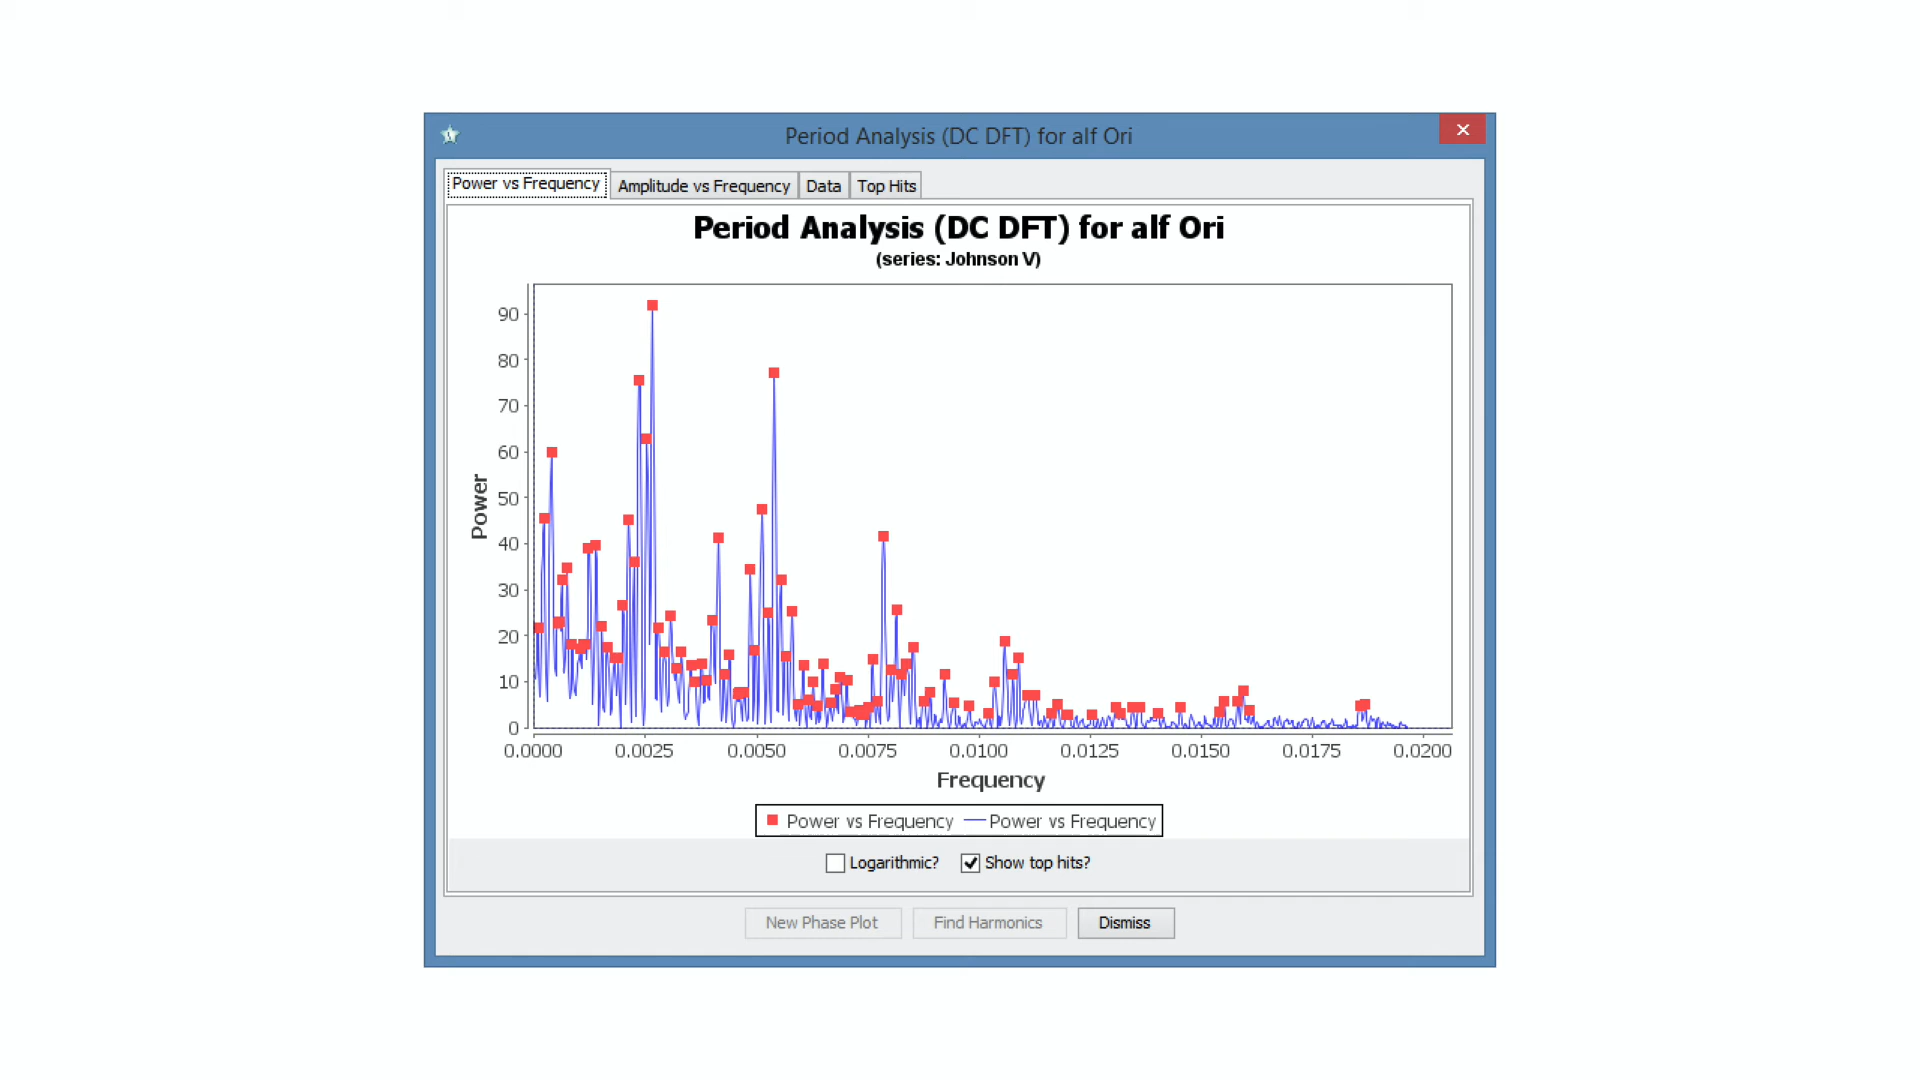 Period Analysis (DC DFT) for alf Ori
Power vs Frequency Amplitude vs Frequency Data Top Hits
Period Analysis (DC DFT) for alf Ori
(series: Johnson V)
90
80
70
60
50
40
30
20
10
0
Power
0.0000 0.0025 0.0050 0.0075 0.0100 0.0125 0.0150 0.0175 0.0200
Frequency
Power vs Frequency Power vs Frequency
Logarithmic? Show top hits?
New Phase Plot Find Harmonics Dismiss